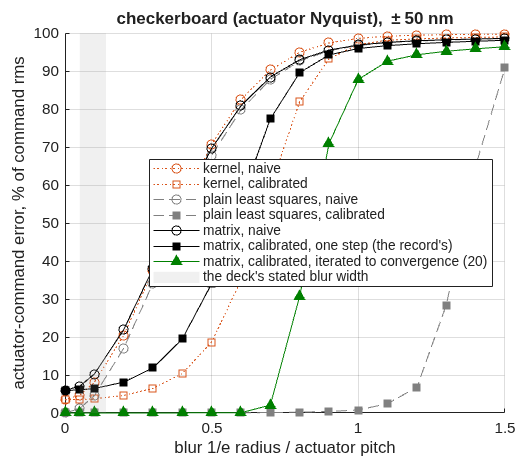 checkerboard (actuator Nyquist), ± 50 nm
actuator-command error, % of command rms
100
90
80
70
60
50
40
30
20
10
0
kernel, naive
kernel, calibrated
plain least squares, naive
plain least squares, calibrated
matrix, naive
matrix, calibrated, one step (the record's)
matrix, calibrated, iterated to convergence (20)
the deck's stated blur width
0
0.5
1
1.5
blur 1/e radius / actuator pitch